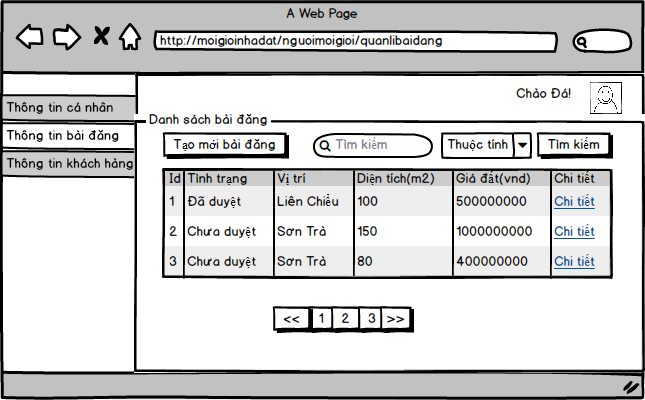 A Web Page
http://moigioinhadat/nguoimoigioi/quanlibaidang
Chào Đá!
Thông tin cá nhân
Thông tin bài đăng
Thông tin khách hàng
Danh sách bài đăng
Tạo mới bài đăng Tìm kiếm Thuộc tính Tìm kiếm
Id Tình trạng Vị trí Diện tích(m2) Giá đất(vnd) Chi tiết
1 Đã duyệt Liên Chiểu 100 500000000 Chi tiết
2 Chưa duyệt Sơn Trà 150 1000000000 Chi tiết
3 Chưa duyệt Sơn Trà 80 400000000 Chi tiết
<< 1 2 3 >>